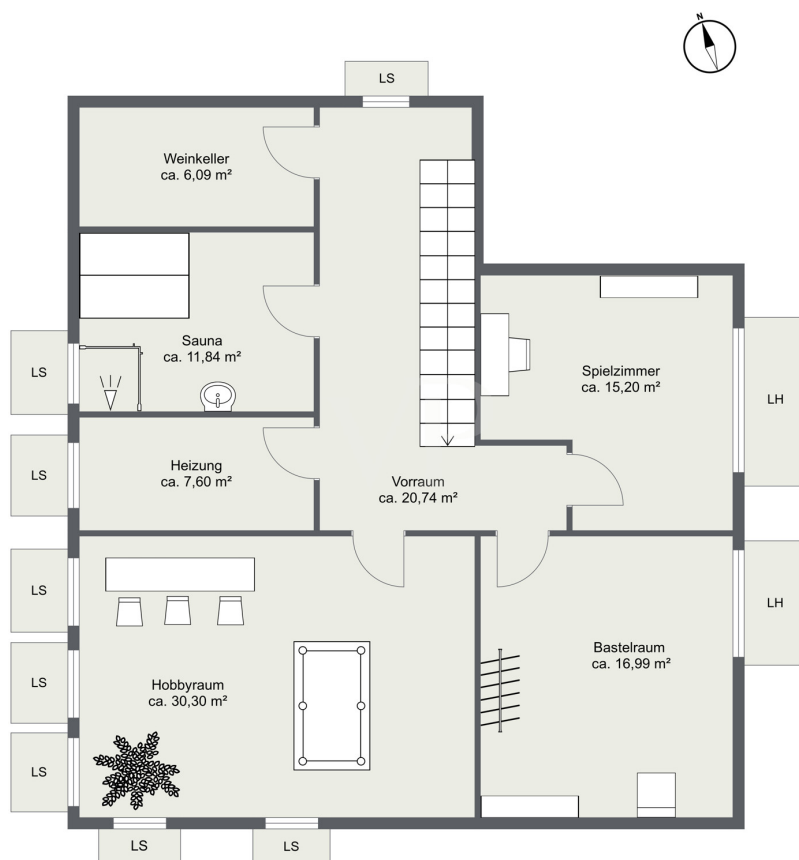 N
LS
Weinkeller
ca. 6,09 m²
Sauna
ca. 11,84 m²
LS
Spielzimmer
ca. 15,20 m²
LH
Heizung
ca. 7,60 m²
LS
Vorraum
ca. 20,74 m²
LS
LH
Bastelraum
ca. 16,99 m²
Hobbyraum
ca. 30,30 m²
LS
LS
LS
LS